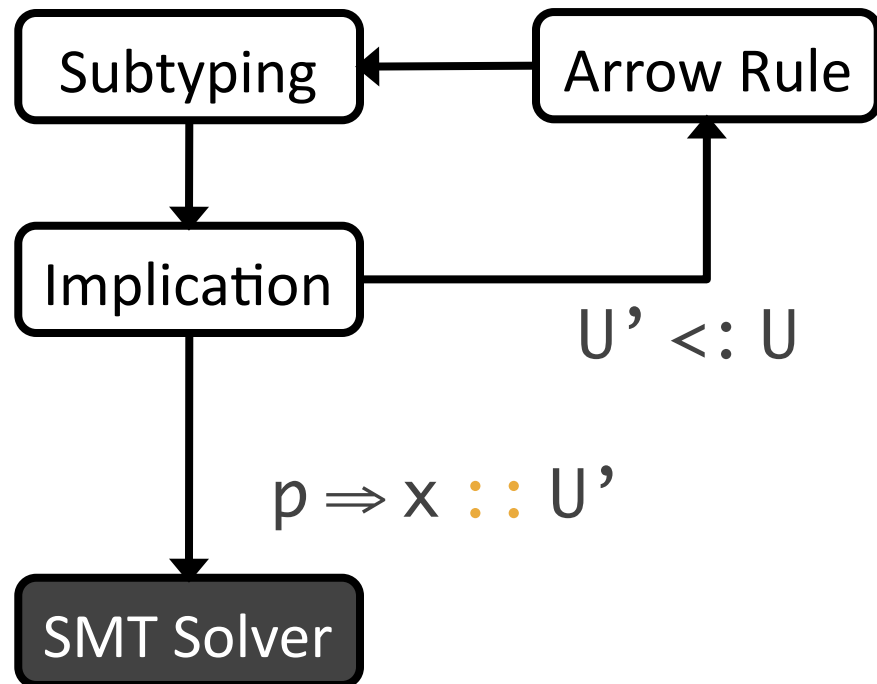 Subtyping
Arrow Rule
Implication
U’ <: U
p ⇒ x :: U’
SMT Solver